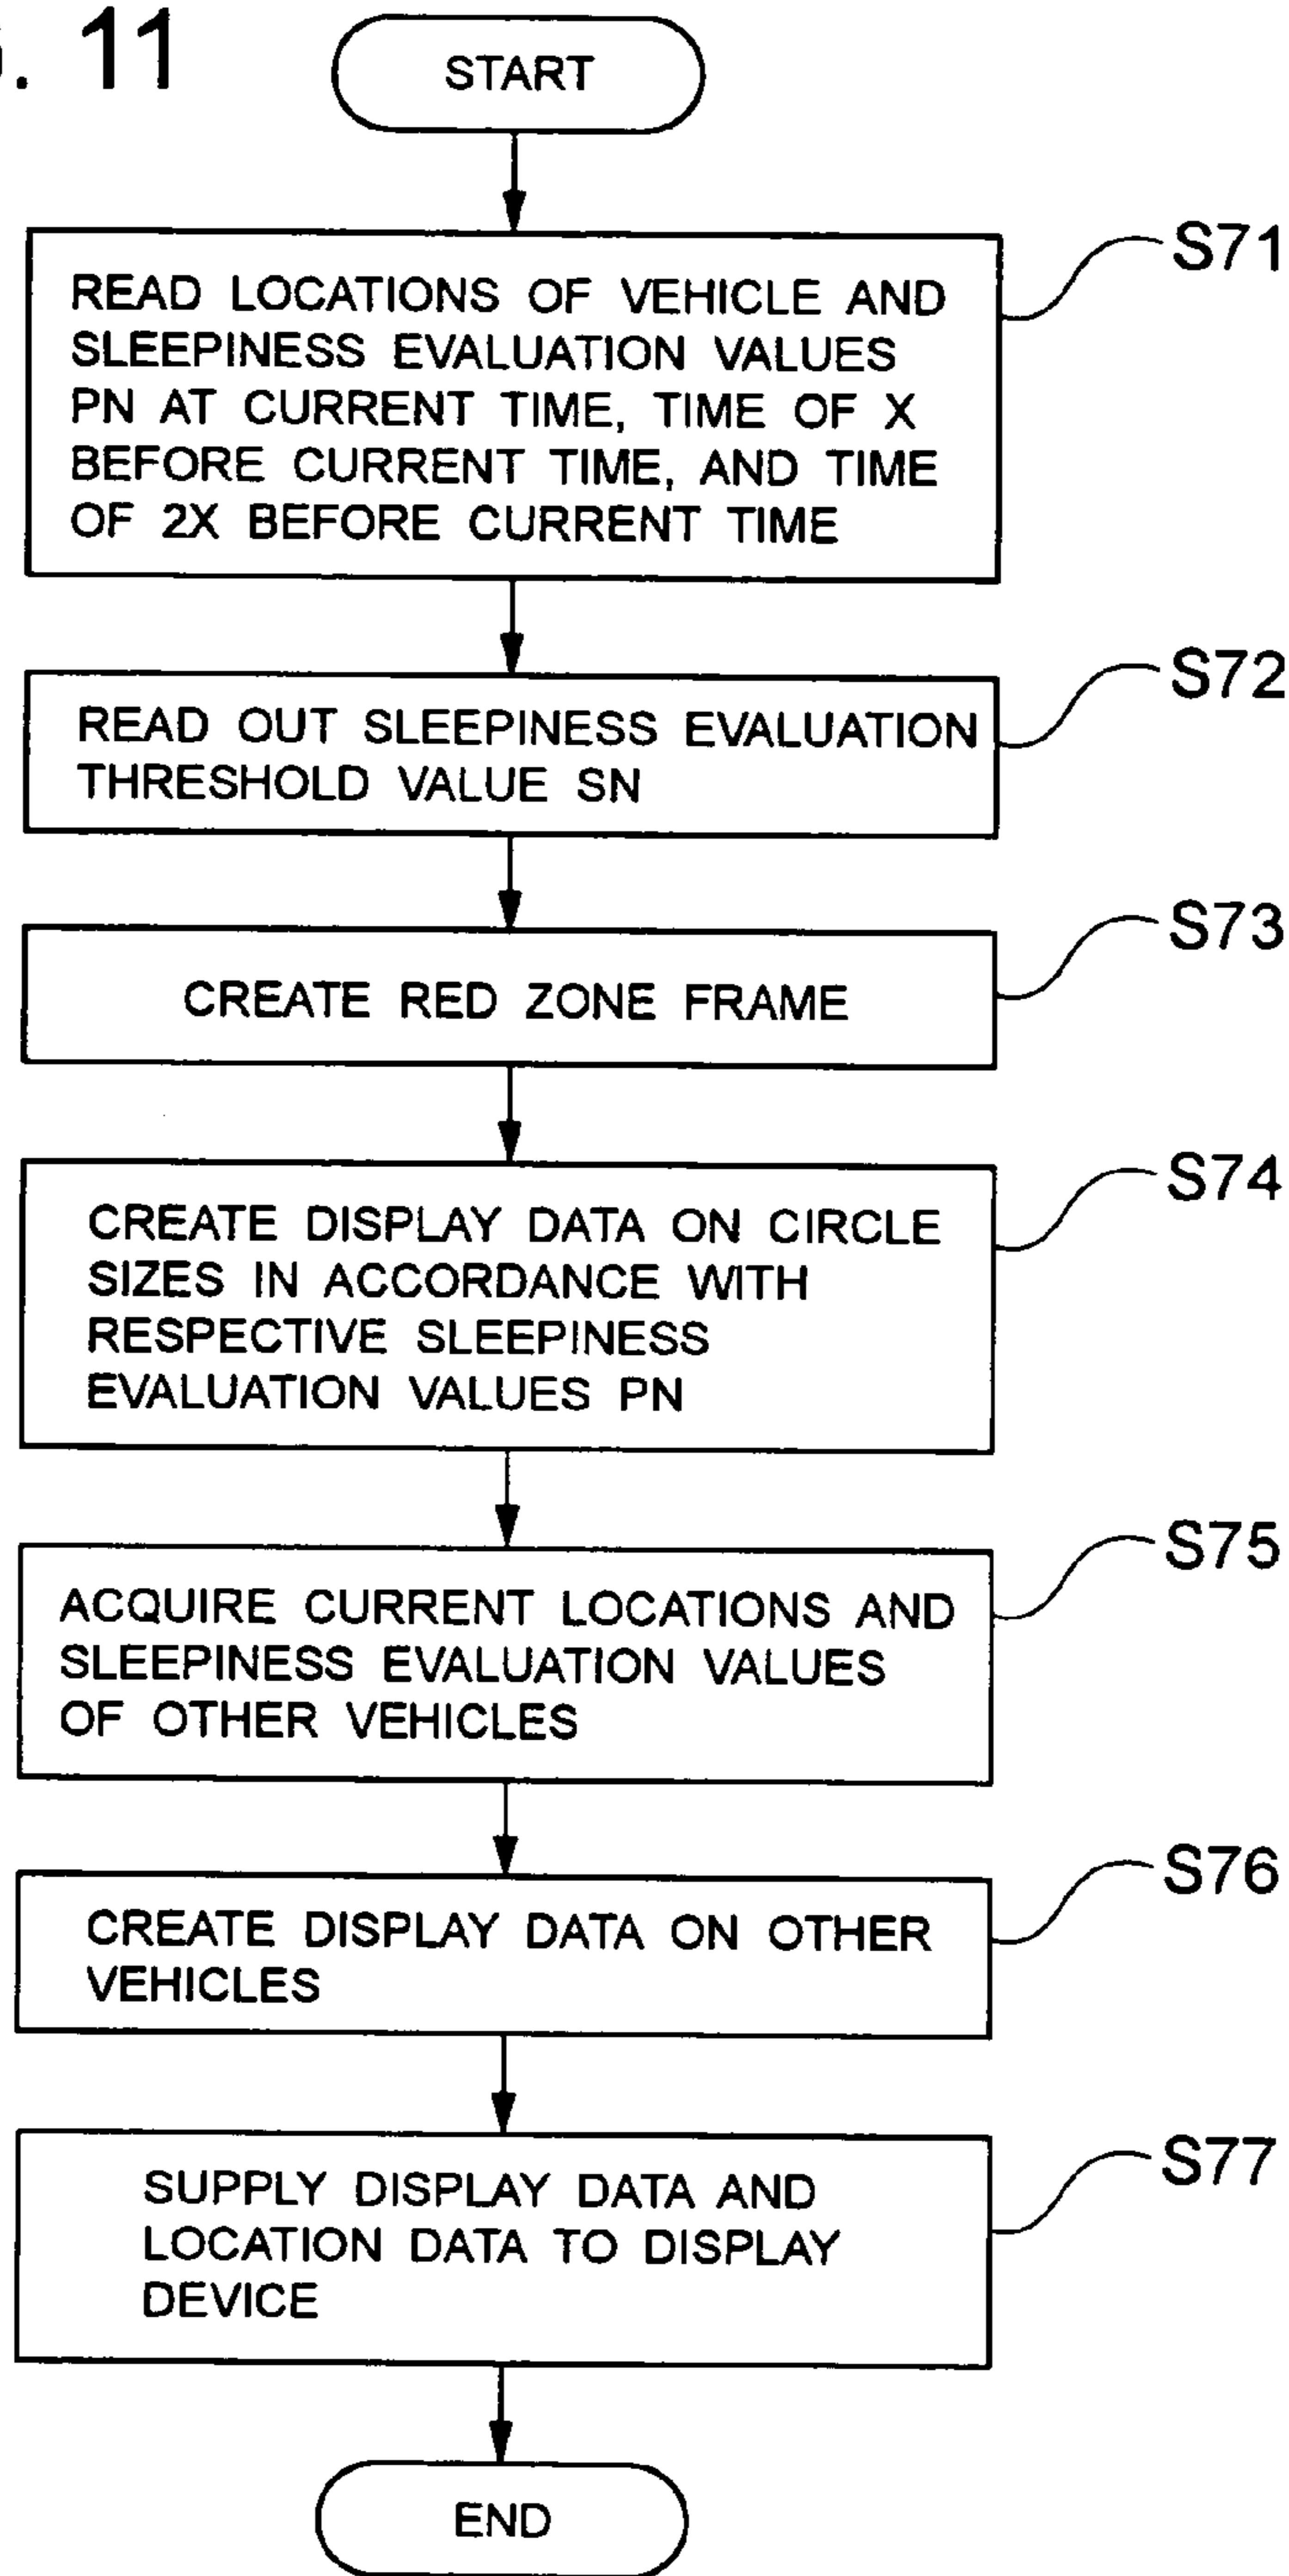 . 11
START
READ LOCATIONS OF VEHICLE AND
SLEEPINESS EVALUATION VALUES
PN AT CURRENT TIME, TIME OF X
BEFORE CURRENT TIME, AND TIME
OF 2X BEFORE CURRENT TIME
S71
READ OUT SLEEPINESS EVALUATION
THRESHOLD VALUE SN
S72
CREATE RED ZONE FRAME
S73
CREATE DISPLAY DATA ON CIRCLE
SIZES IN ACCORDANCE WITH
RESPECTIVE SLEEPINESS
EVALUATION VALUES PN
S74
ACQUIRE CURRENT LOCATIONS AND
SLEEPINESS EVALUATION VALUES
OF OTHER VEHICLES
S75
CREATE DISPLAY DATA ON OTHER
VEHICLES
S76
SUPPLY DISPLAY DATA AND
LOCATION DATA TO DISPLAY
DEVICE
S77
END